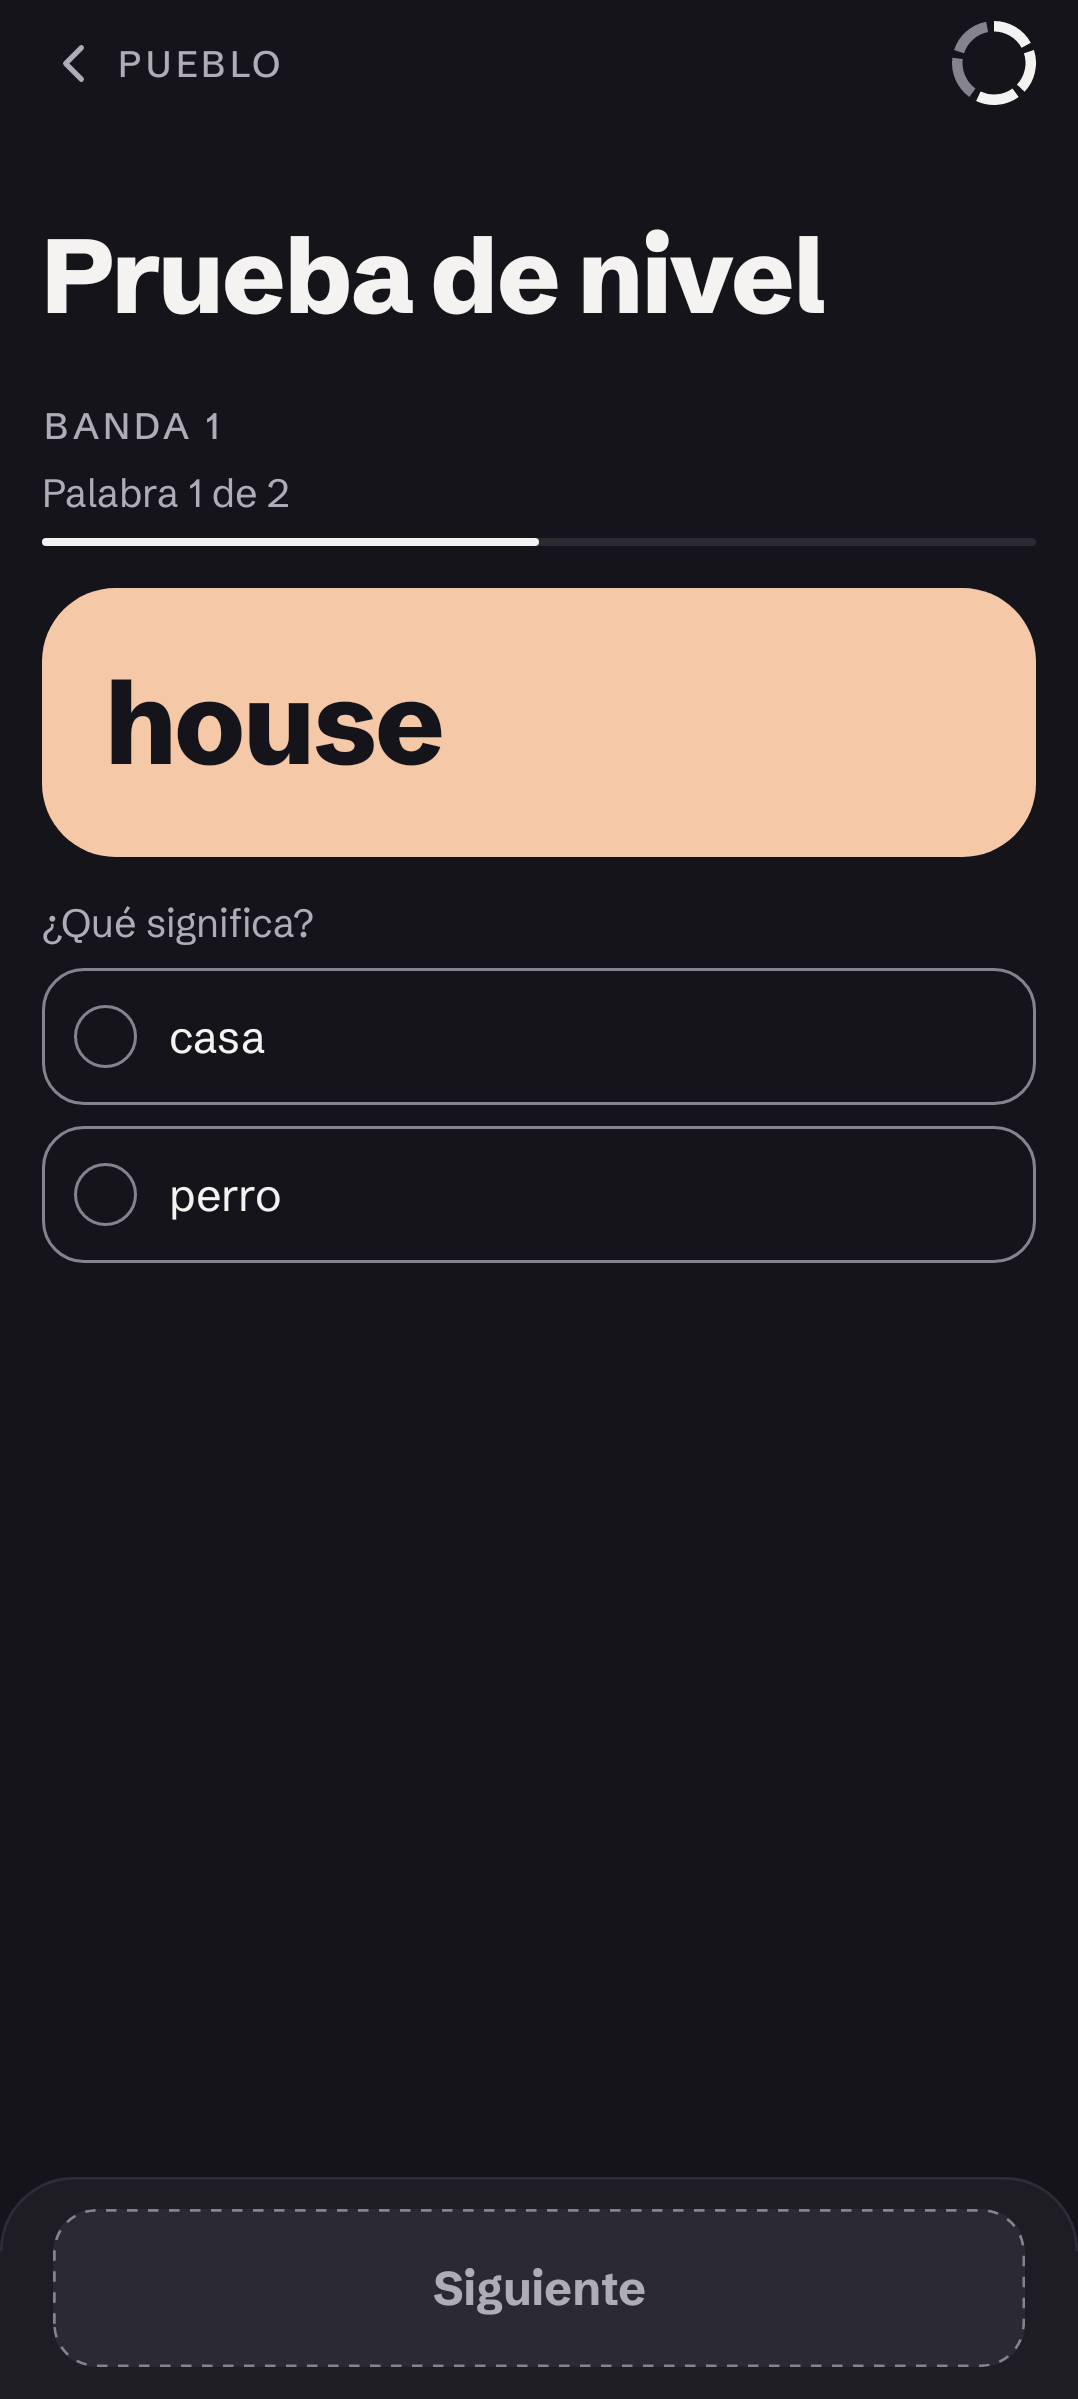 PUEBLO
Prueba de nivel
BANDA 1
Palabra 1 de 2
house
¿Qué significa?
casa
perro
Siguiente